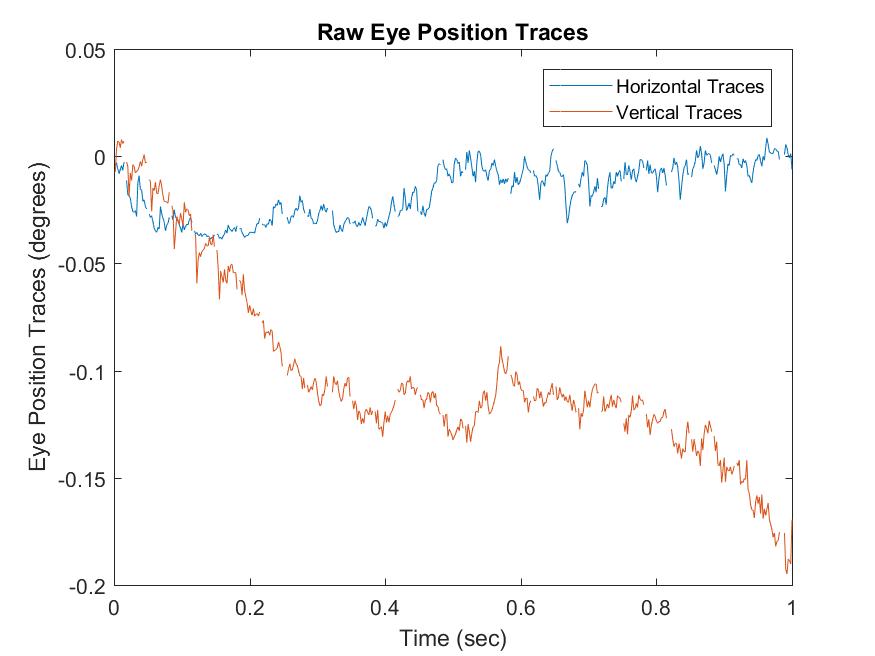 Raw Eye Position Traces
0.05
0
-0.05
-0.1
-0.15
-0.2
Eye Position Traces (degrees)
Horizontal Traces
Vertical Traces
0
0.2
0.4
0.6
0.8
1
Time (sec)